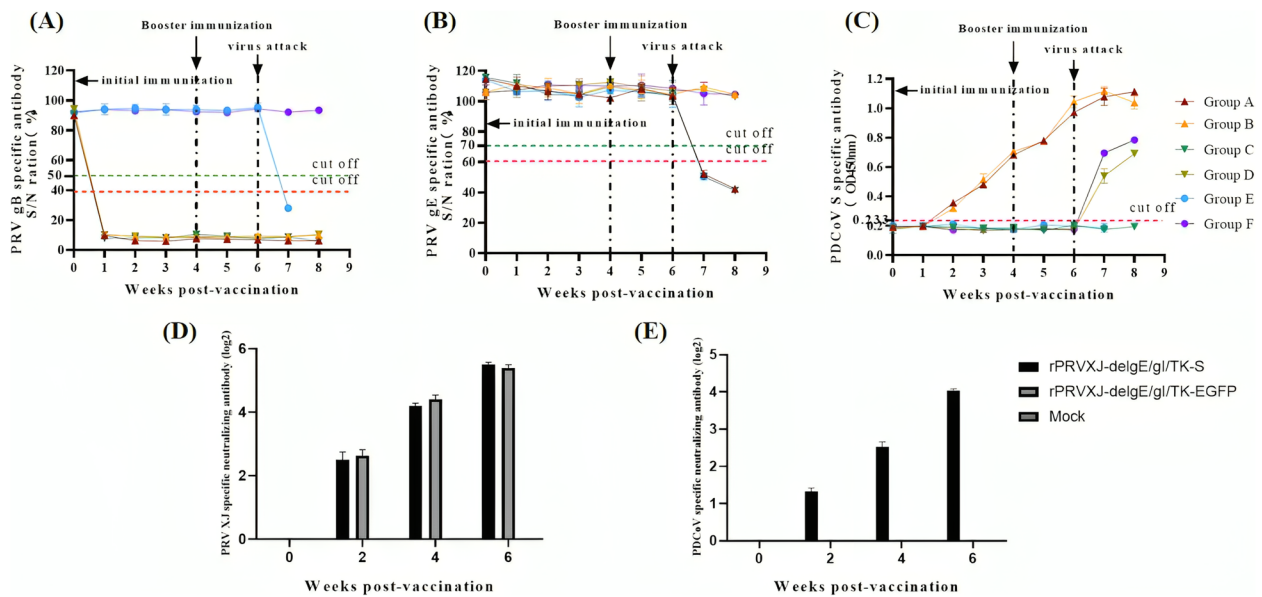 (A)
Booster immunization
virus attack
initial immunization
PRV gB specific antibody
S/N ration( %)
120
100
80
60
50
40
20
0
cut off
cut off
0 1 2 3 4 5 6 7 8 9
Weeks post-vaccination
(B)
Booster immunization
virus attack
initial immunization
PRV gE specific antibody
S/N ration( %)
120
100
80
70
60
40
20
0
cut off
cut off
0 1 2 3 4 5 6 7 8 9
Weeks post-vaccination
(C)
Booster immunization
virus attack
initial immunization
PDCoV S specific antibody
( OD450nm)
1.2
1.0
0.8
0.6
0.4
0.233
0.2
0.0
cut off
0 1 2 3 4 5 6 7 8 9
Weeks post-vaccination
Group A
Group B
Group C
Group D
Group E
Group F
(D)
PRV XJ specific neutralizing antibody (log2)
6
4
2
0
0 2 4 6
Weeks post-vaccination
(E)
PDCoV specific neutralizing antibody (log2)
5
4
3
2
1
0
0 2 4 6
Weeks post-vaccination
rPRVXJ-delgE/gI/TK-S
rPRVXJ-delgE/gI/TK-EGFP
Mock